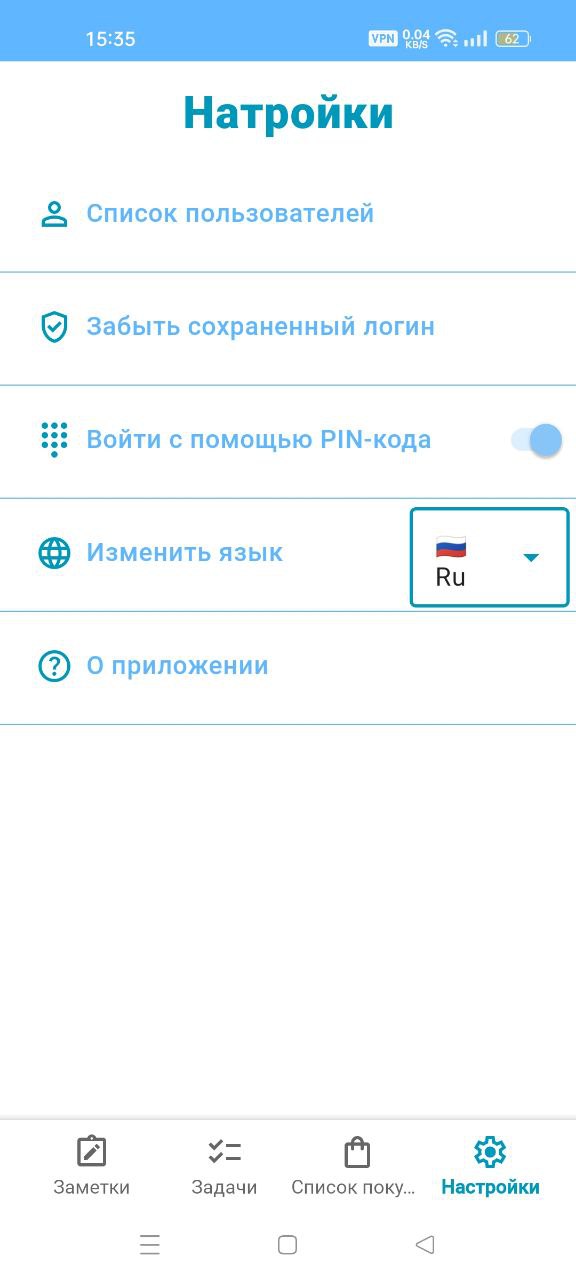 15:35 VPN 0.04 KB/S 62
Натройки
Список пользователей
Забыть сохраненный логин
Войти с помощью PIN-кода
Изменить язык
Ru
О приложении
Заметки Задачи Список поку... Настройки